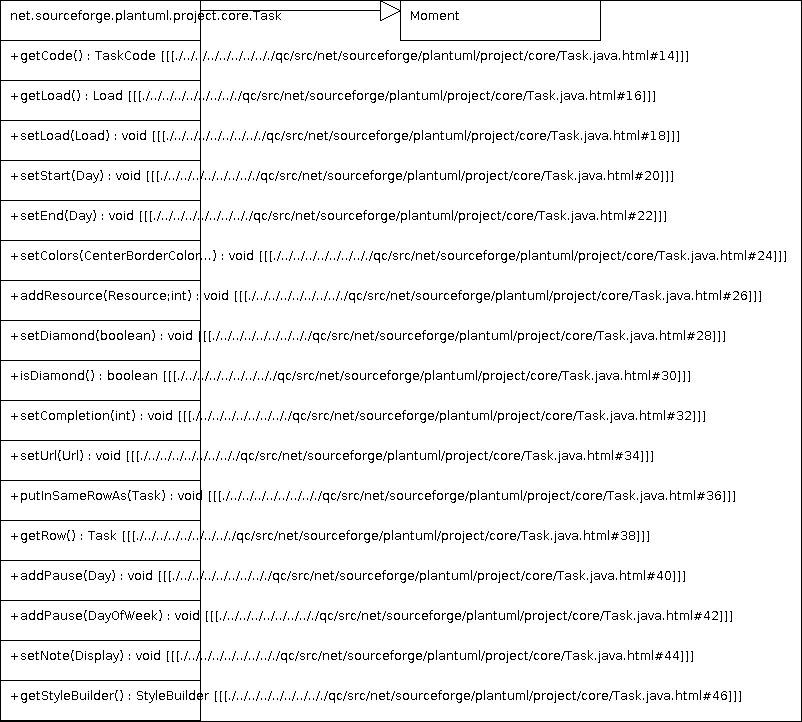 net.sourceforge.plantuml.project.core.Task
Moment
+getCode() : TaskCode [[[./../../../../../../../../qc/src/net/sourceforge/plantuml/project/core/Task.java.html#14]]]
+getLoad() : Load [[[./../../../../../../../../qc/src/net/sourceforge/plantuml/project/core/Task.java.html#16]]]
+setLoad(Load) : void [[[./../../../../../../../../qc/src/net/sourceforge/plantuml/project/core/Task.java.html#18]]]
+setStart(Day) : void [[[./../../../../../../../../qc/src/net/sourceforge/plantuml/project/core/Task.java.html#20]]]
+setEnd(Day) : void [[[./../../../../../../../../qc/src/net/sourceforge/plantuml/project/core/Task.java.html#22]]]
+setColors(CenterBorderColor...) : void [[[./../../../../../../../../qc/src/net/sourceforge/plantuml/project/core/Task.java.html#24]]]
+addResource(Resource;int) : void [[[./../../../../../../../../qc/src/net/sourceforge/plantuml/project/core/Task.java.html#26]]]
+setDiamond(boolean) : void [[[./../../../../../../../../qc/src/net/sourceforge/plantuml/project/core/Task.java.html#28]]]
+isDiamond() : boolean [[[./../../../../../../../../qc/src/net/sourceforge/plantuml/project/core/Task.java.html#30]]]
+setCompletion(int) : void [[[./../../../../../../../../qc/src/net/sourceforge/plantuml/project/core/Task.java.html#32]]]
+setUrl(Url) : void [[[./../../../../../../../../qc/src/net/sourceforge/plantuml/project/core/Task.java.html#34]]]
+putInSameRowAs(Task) : void [[[./../../../../../../../../qc/src/net/sourceforge/plantuml/project/core/Task.java.html#36]]]
+getRow() : Task [[[./../../../../../../../../qc/src/net/sourceforge/plantuml/project/core/Task.java.html#38]]]
+addPause(Day) : void [[[./../../../../../../../../qc/src/net/sourceforge/plantuml/project/core/Task.java.html#40]]]
+addPause(DayOfWeek) : void [[[./../../../../../../../../qc/src/net/sourceforge/plantuml/project/core/Task.java.html#42]]]
+setNote(Display) : void [[[./../../../../../../../../qc/src/net/sourceforge/plantuml/project/core/Task.java.html#44]]]
+getStyleBuilder() : StyleBuilder [[[./../../../../../../../../qc/src/net/sourceforge/plantuml/project/core/Task.java.html#46]]]